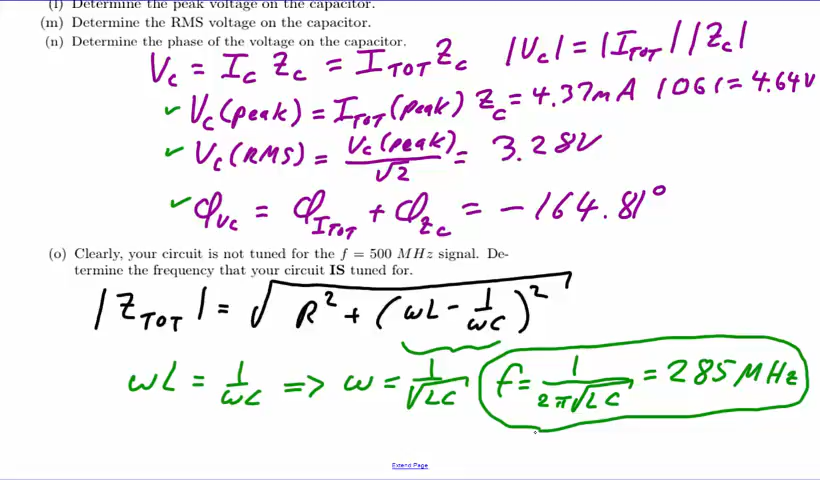 (l) Determine the peak voltage on the capacitor.
(m) Determine the RMS voltage on the capacitor.
(n) Determine the phase of the voltage on the capacitor.
V_C = I_C Z_C = I_TOT Z_C |V_C| = |I_TOT| |Z_C|
✓ V_C(peak) = I_TOT(peak) Z_C = 4.37mA 1061 = 4.64V
✓ V_C(RMS) = V_C(peak)/√2 = 3.28V
✓ φ_VC = φ_ITOT + φ_ZC = -164.81°
(o) Clearly, your circuit is not tuned for the f = 500 MHz signal. De-
termine the frequency that your circuit IS tuned for.
|Z_TOT| = √(R² + (ωL - 1/ωC)²)
ωL = 1/ωC => ω = 1/√LC f = 1/2π√LC = 285MHz
Extend Page